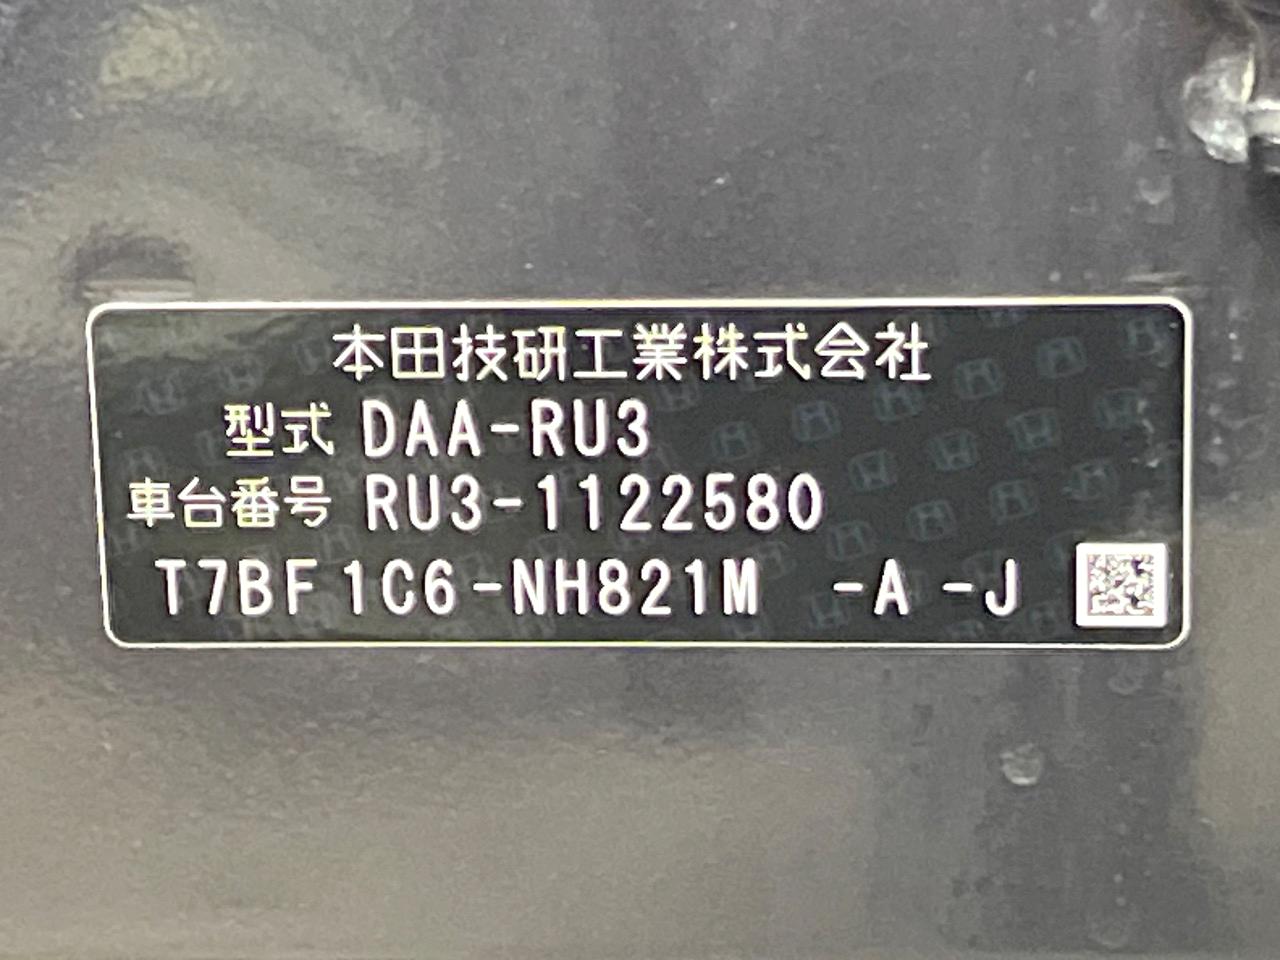 本田技研工業株式会社
型式 DAA-RU3
車台番号 RU3-1122580
T7BF1C6-NH821M -A -J